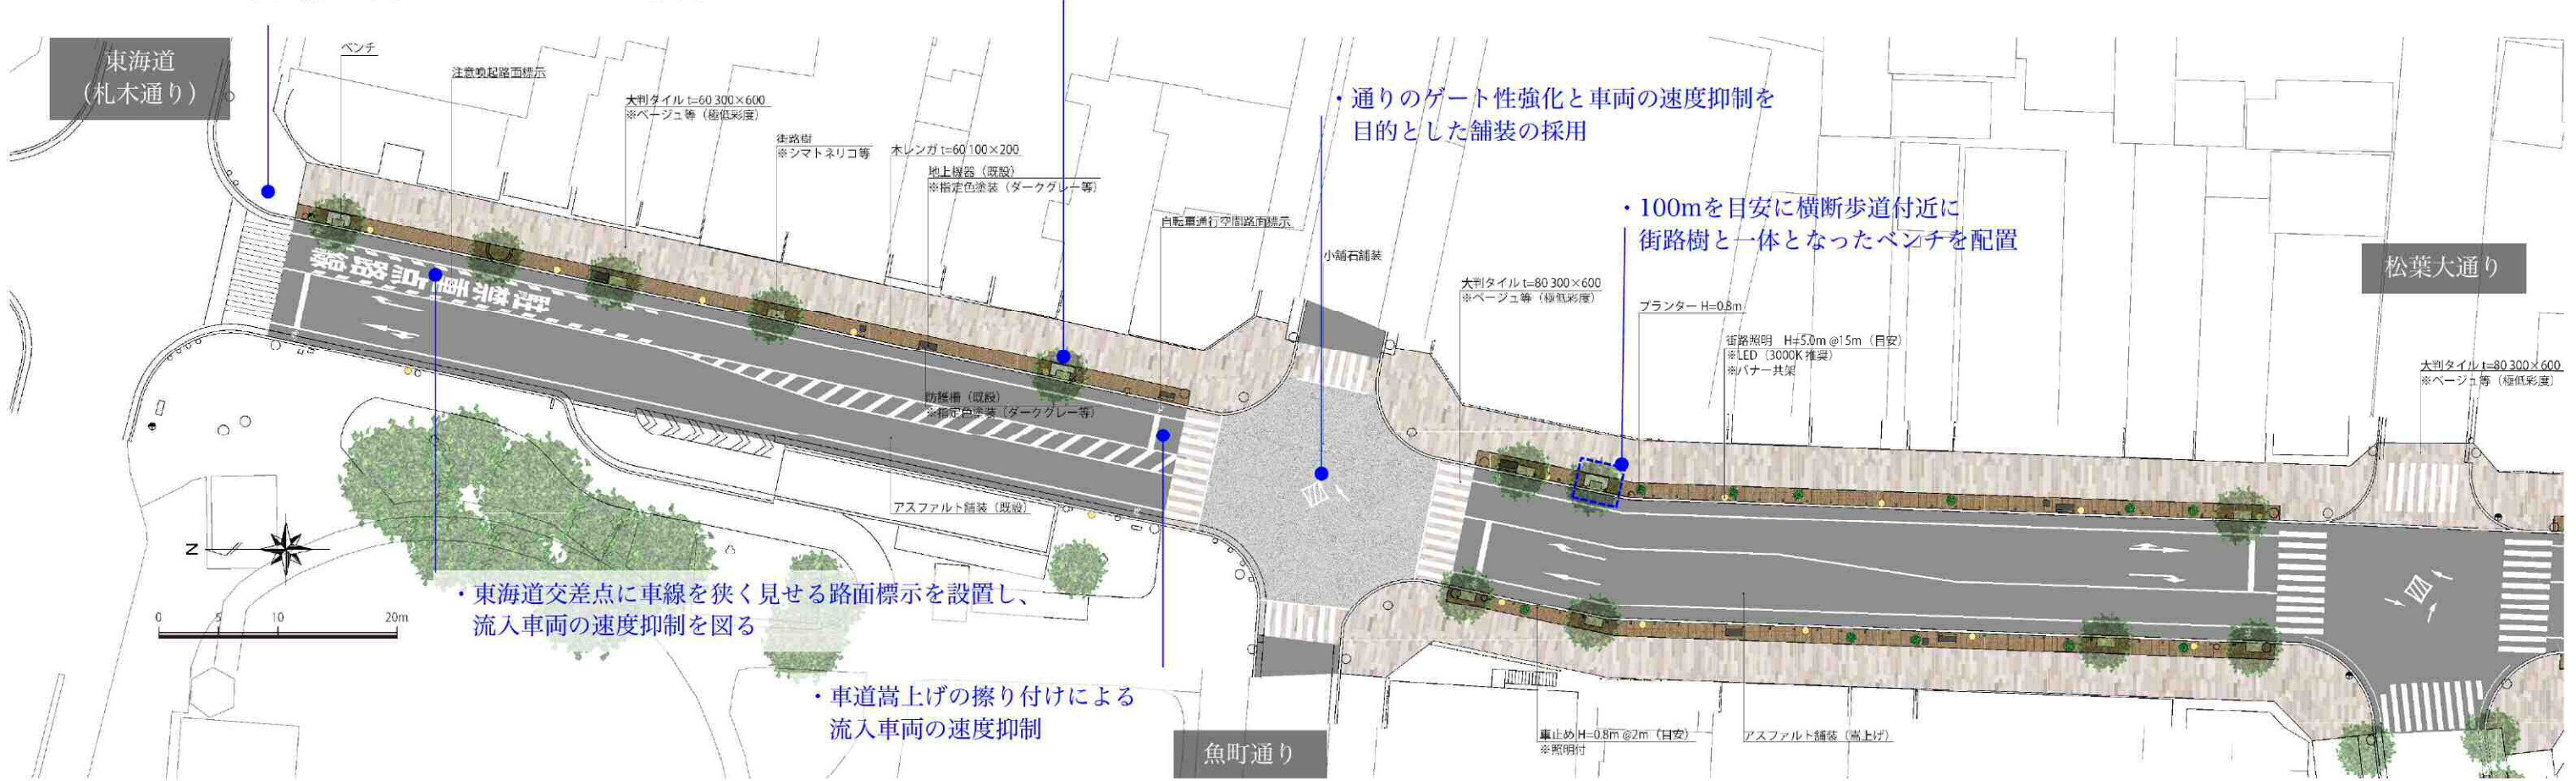 東海道
（札木通り）
ベンチ
注意喚起路面標示
大判タイル t=60 300×600
※ベージュ等（極低彩度）
街路樹
※シマトネリコ等
木レンガ t=60 100×200
地上機器（既設）
※指定色塗装（ダークグレー等）
自転車通行空間路面標示
・通りのゲート性強化と車両の速度抑制を
目的とした舗装の採用
小舗石舗装
・100mを目安に横断歩道付近に
街路樹と一体となったベンチを配置
松葉大通り
大判タイル t=80 300×600
※ベージュ等（極低彩度）
プランター H=0.8m
街路照明 H=5.0m @15m（目安）
※LED（3000K 推奨）
※バナー共架
大判タイル t=80 300×600
※ベージュ等（極低彩度）
駐車禁止
重点路線
防護柵（既設）
※指定色塗装（ダークグレー等）
アスファルト舗装（既設）
N
0 5 10 20m
・東海道交差点に車線を狭く見せる路面標示を設置し、
流入車両の速度抑制を図る
・車道嵩上げの擦り付けによる
流入車両の速度抑制
魚町通り
車止め H=0.8m @2m（目安）
※照明付
アスファルト舗装（嵩上げ）